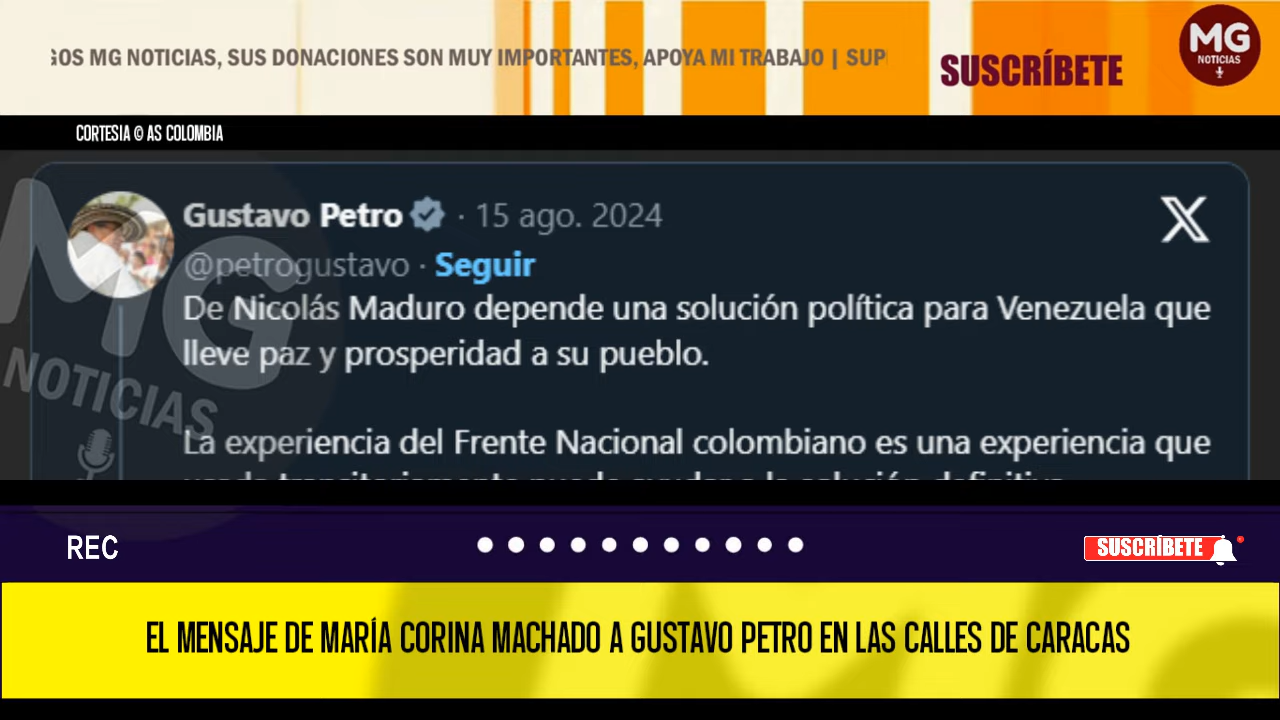 OS MG NOTICIAS, SUS DONACIONES SON MUY IMPORTANTES, APOYA MI TRABAJO | SUP
SUSCRÍBETE
MG
NOTICIAS
CORTESIA © AS COLOMBIA
Gustavo Petro · 15 ago. 2024
@petrogustavo · Seguir
De Nicolás Maduro depende una solución política para Venezuela que
lleve paz y prosperidad a su pueblo.
La experiencia del Frente Nacional colombiano es una experiencia que
MG
NOTICIAS
REC
SUSCRÍBETE
EL MENSAJE DE MARÍA CORINA MACHADO A GUSTAVO PETRO EN LAS CALLES DE CARACAS